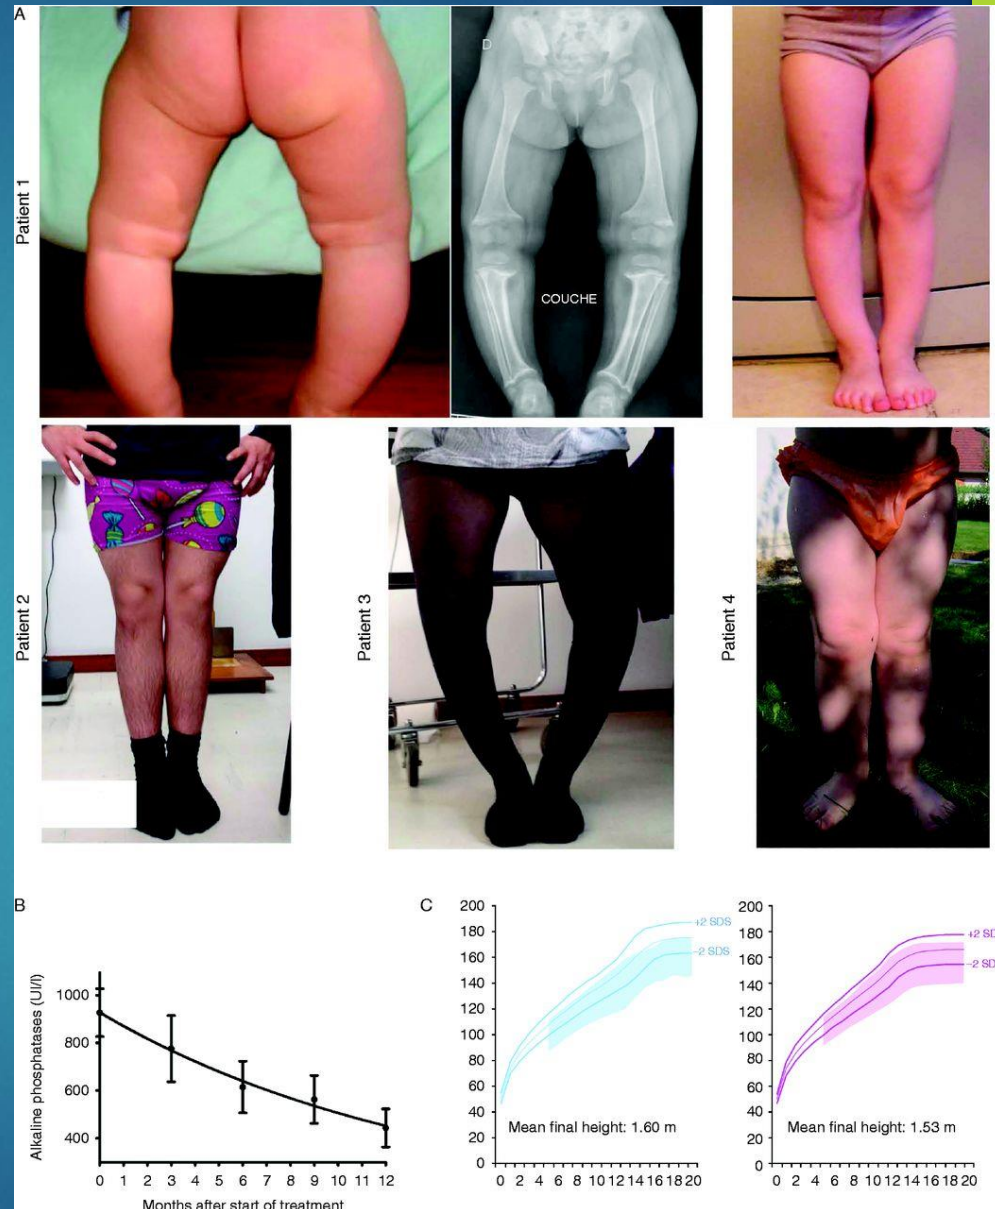 A
Patient 1
D
COUCHE
Patient 2
Patient 3
Patient 4
B
Alkaline phosphatases (UI/l)
1000
800
600
400
0 1 2 3 4 5 6 7 8 9 10 11 12
Months after start of treatment
C
200
180
160
140
120
100
80
60
40
20
0
+2 SDS
−2 SDS
Mean final height: 1.60 m
0 2 4 6 8 10 12 14 16 18 20
200
180
160
140
120
100
80
60
40
20
0
+2 SD
−2 SD
Mean final height: 1.53 m
0 2 4 6 8 10 12 14 16 18 20